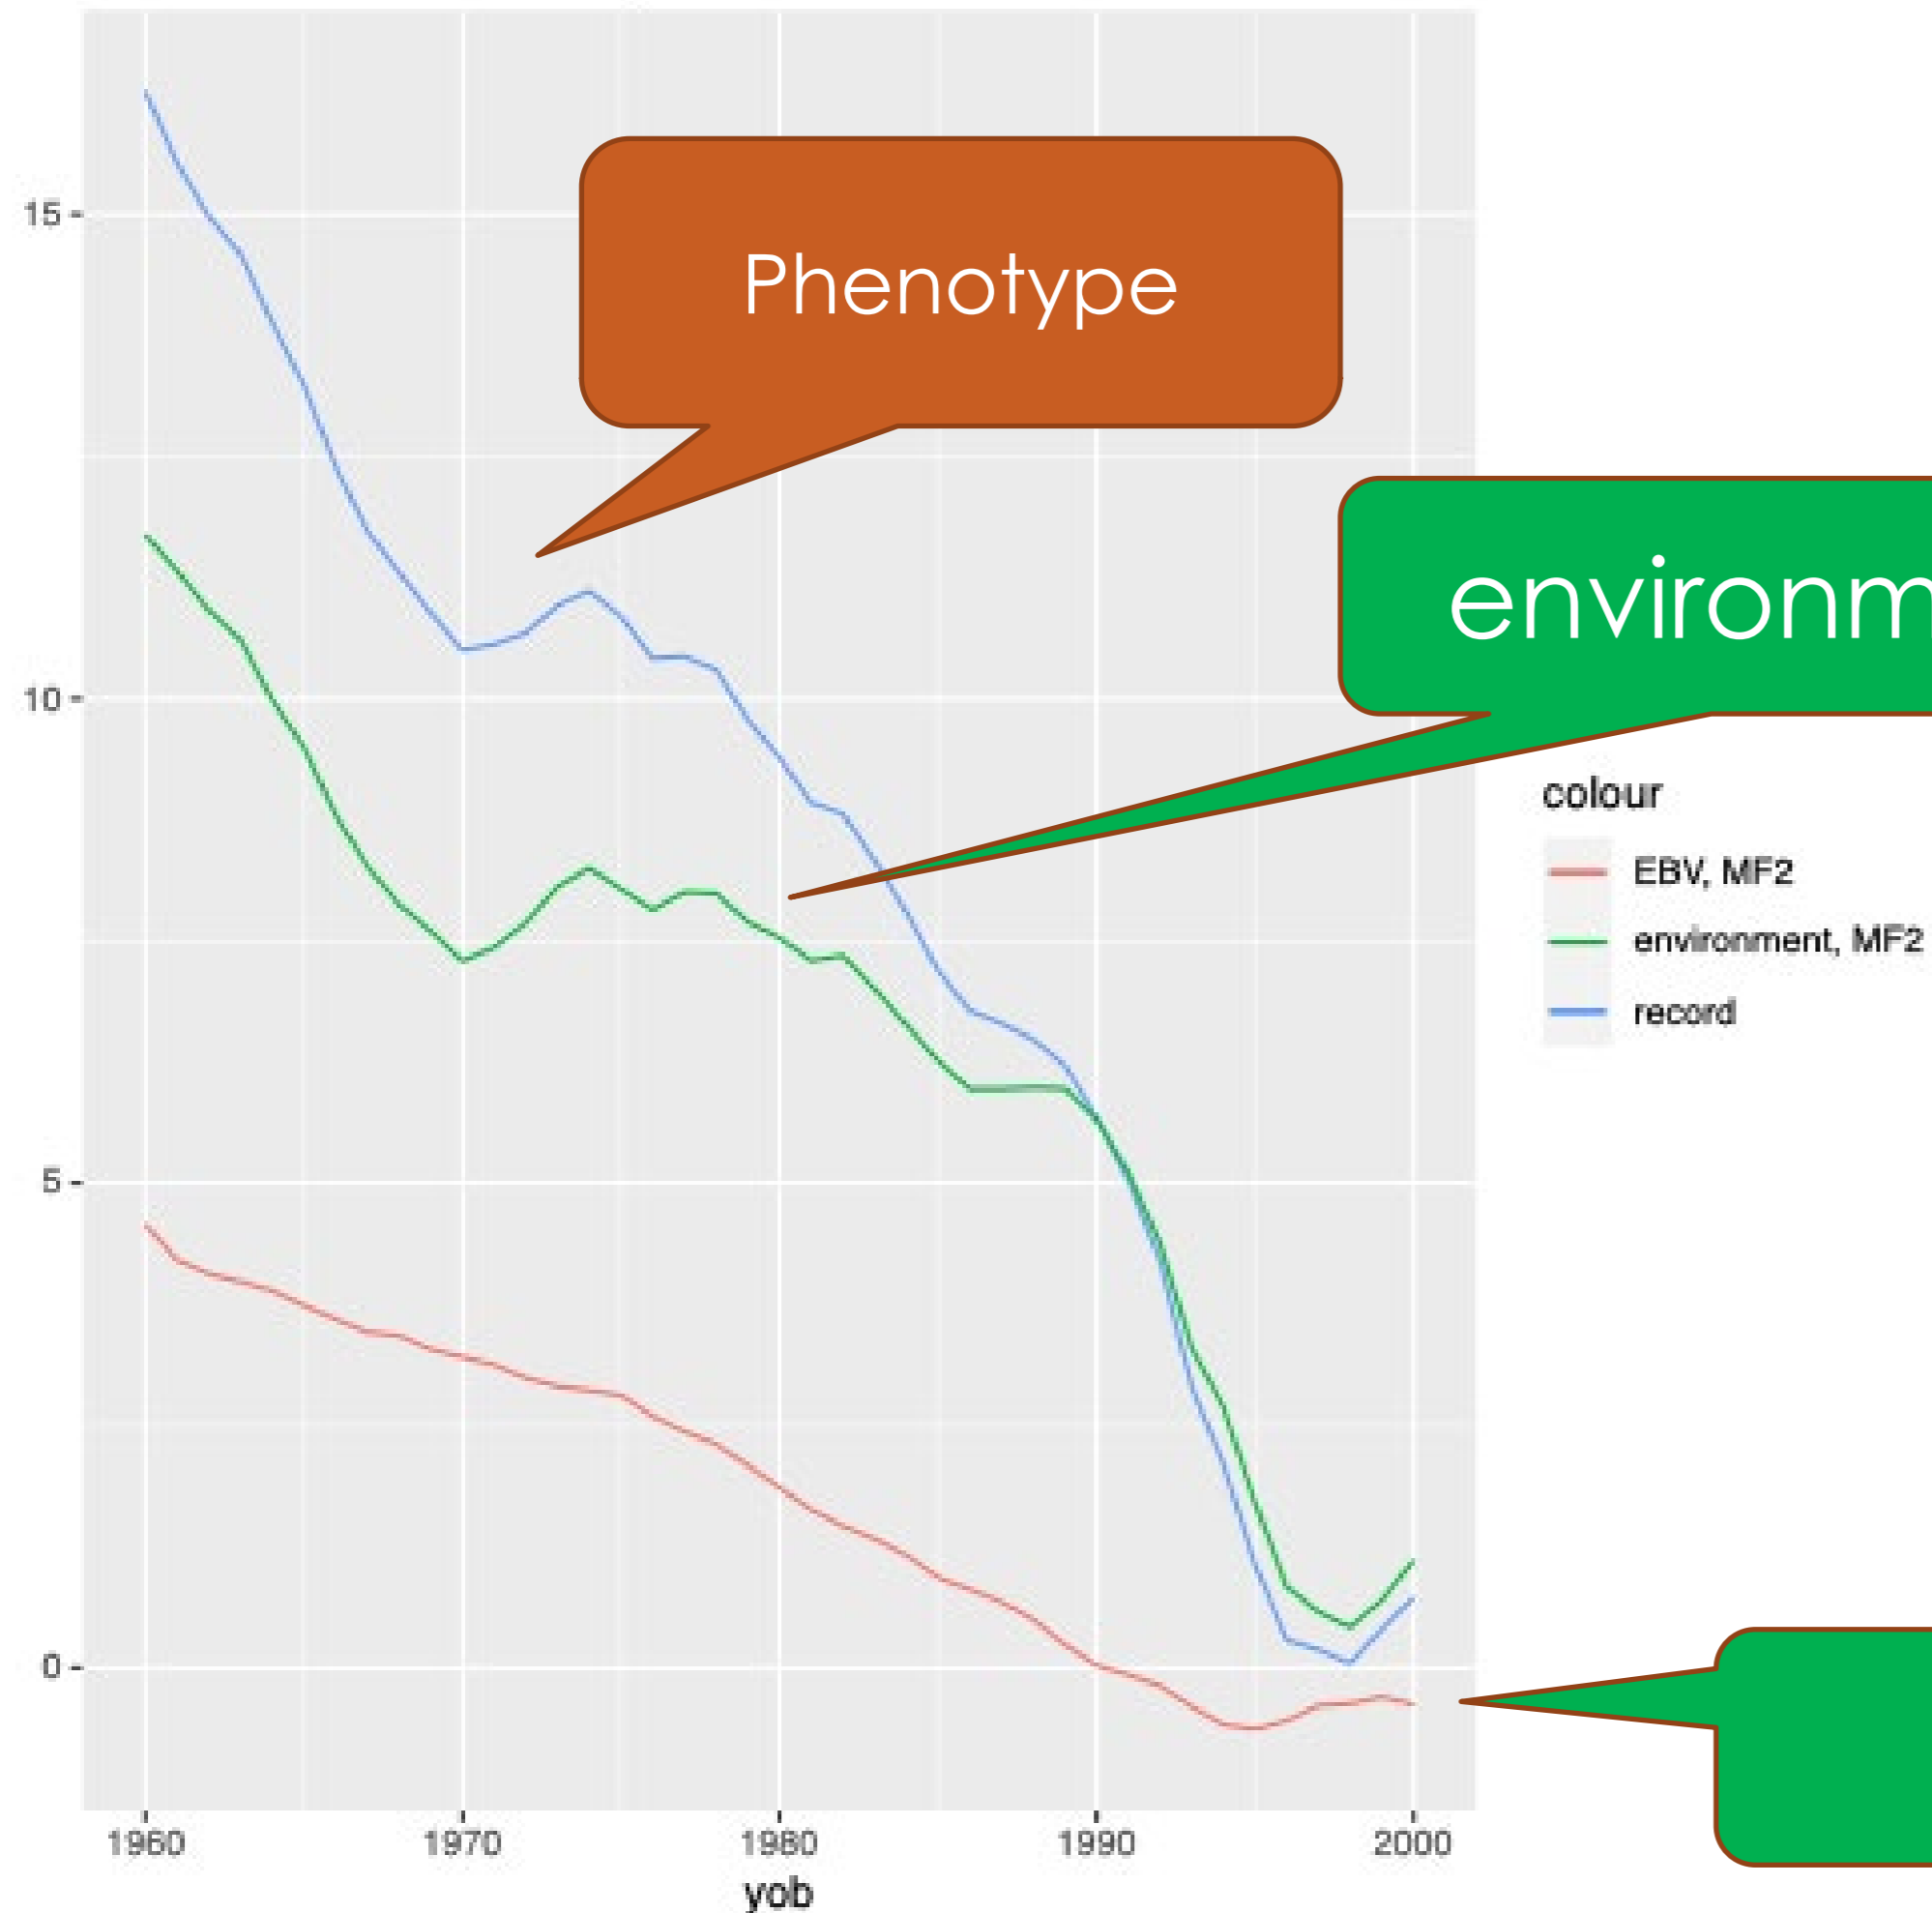 15
Phenotype
environm
10
colour
EBV, MF2
environment, MF2
record
5
0
1960 1970 1980 1990 2000
yob